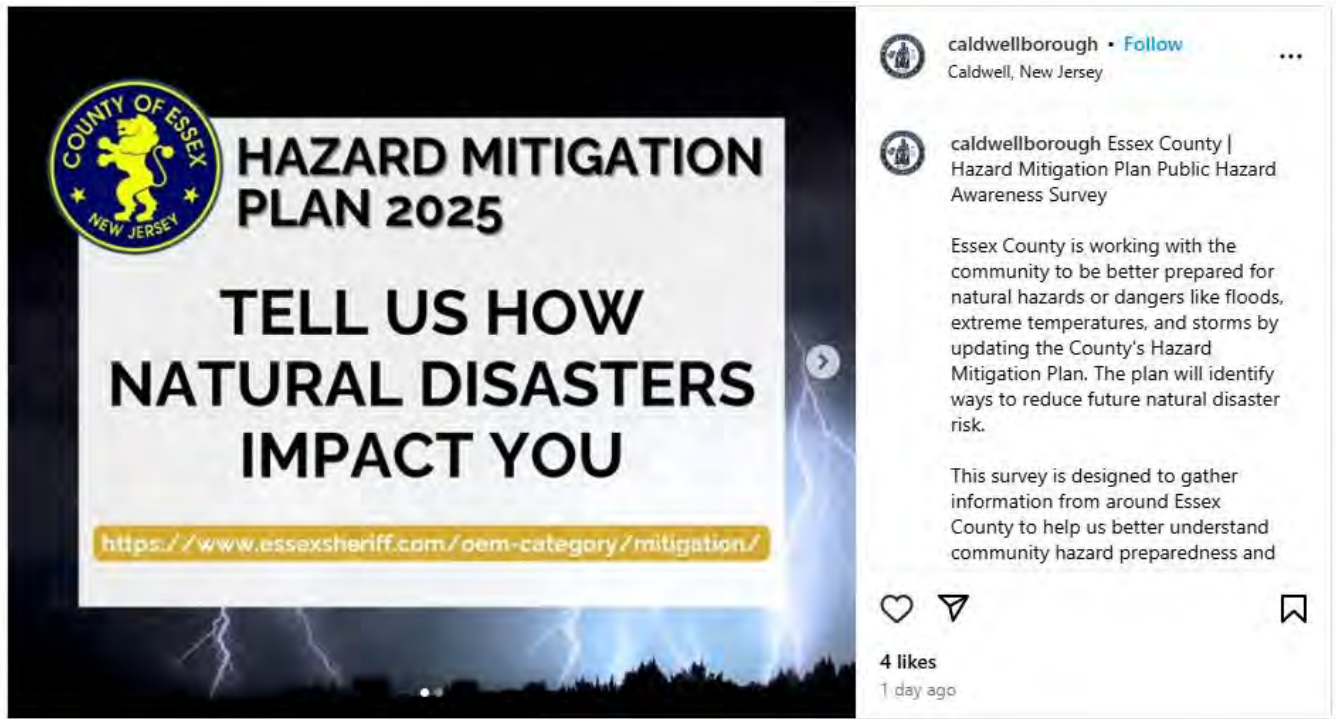 COUNTY OF ESSEX
NEW JERSEY
HAZARD MITIGATION
PLAN 2025
TELL US HOW
NATURAL DISASTERS
IMPACT YOU
https://www.essexsheriff.com/oem-category/mitigation/
caldwellborough • Follow
Caldwell, New Jersey
caldwellborough Essex County |
Hazard Mitigation Plan Public Hazard
Awareness Survey
Essex County is working with the
community to be better prepared for
natural hazards or dangers like floods,
extreme temperatures, and storms by
updating the County's Hazard
Mitigation Plan. The plan will identify
ways to reduce future natural disaster
risk.
This survey is designed to gather
information from around Essex
County to help us better understand
community hazard preparedness and
4 likes
1 day ago